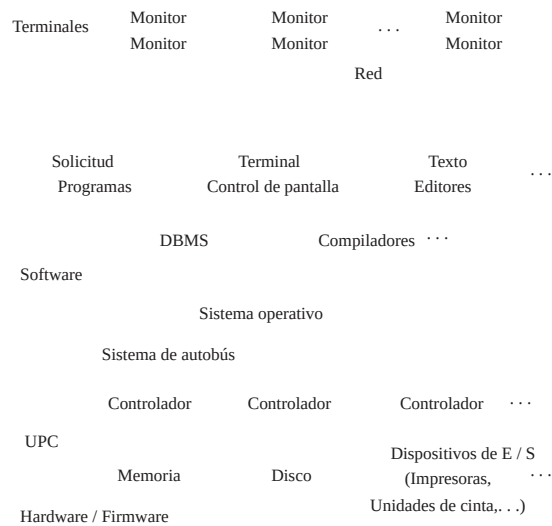 Terminales Monitor Monitor . . . Monitor
Monitor Monitor Monitor
Red
Solicitud Terminal Texto . . .
Programas Control de pantalla Editores
DBMS Compiladores . . .
Software
Sistema operativo
Sistema de autobús
Controlador Controlador Controlador . . .
UPC
Dispositivos de E / S
Memoria Disco (Impresoras, . . .
Unidades de cinta,. . .)
Hardware / Firmware